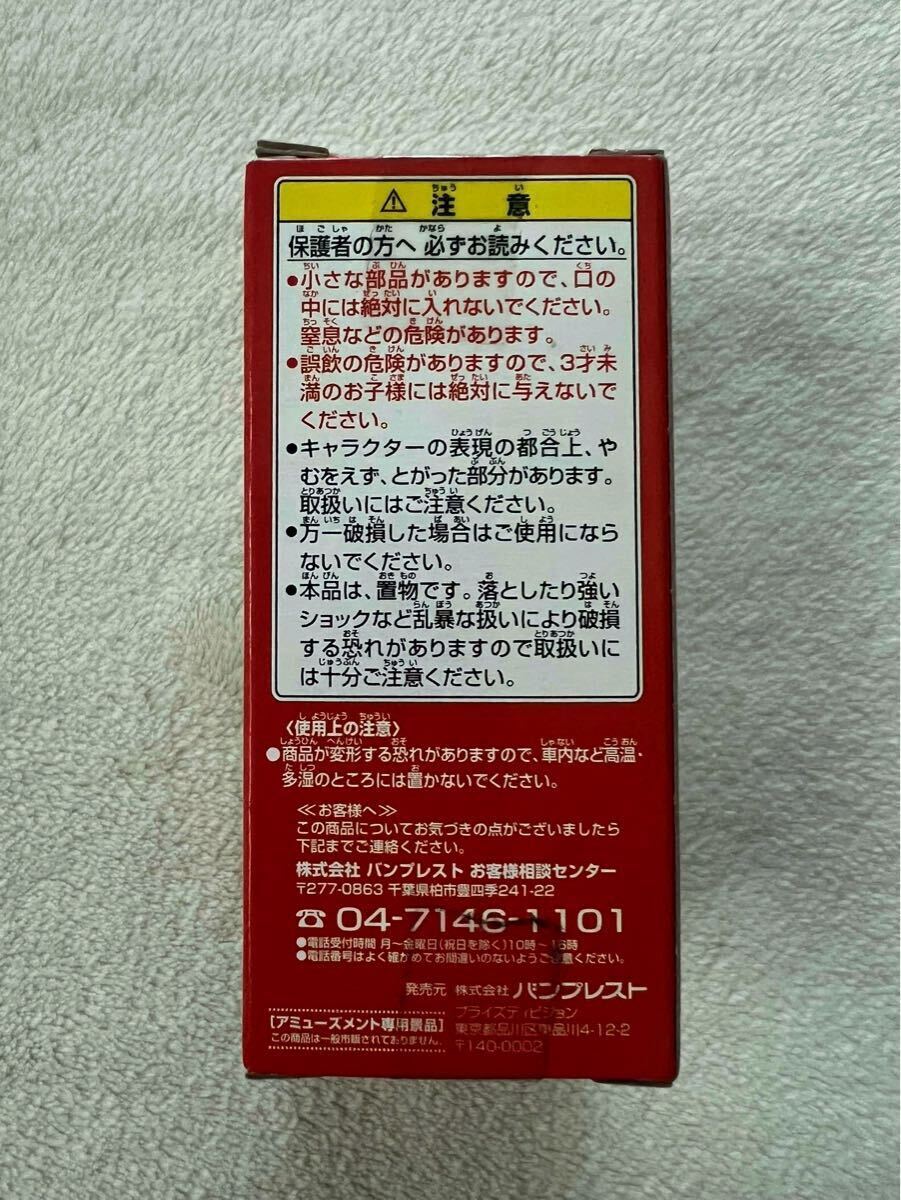 ⚠ 注意
保護者の方へ 必ずお読みください。
●小さな部品がありますので、口の
中には絶対に入れないでください。
窒息などの危険があります。
●誤飲の危険がありますので、3才未
満のお子様には絶対に与えないで
ください。
●キャラクターの表現の都合上、や
むをえず、とがった部分があります。
取扱いにはご注意ください。
●万一破損した場合はご使用になら
ないでください。
●本品は、置物です。落としたり強い
ショックなど乱暴な扱いにより破損
する恐れがありますので取扱いに
は十分ご注意ください。
〈使用上の注意〉
●商品が変形する恐れがありますので、車内など高温・
多湿のところには置かないでください。
≪お客様へ≫
この商品についてお気づきの点がございましたら
下記までご連絡ください。
株式会社 バンプレスト お客様相談センター
〒277-0863 千葉県柏市豊四季241-22
☎ 04-7146-1101
●電話受付時間 月～金曜日(祝日を除く)10時～16時
●電話番号はよく確かめてお間違いのないようご注意ください。
発売元 株式会社 バンプレスト
プライズディビジョン
東京都品川区東品川4-12-2
〒140-0002
[アミューズメント専用景品]
この商品は一般市販されておりません。